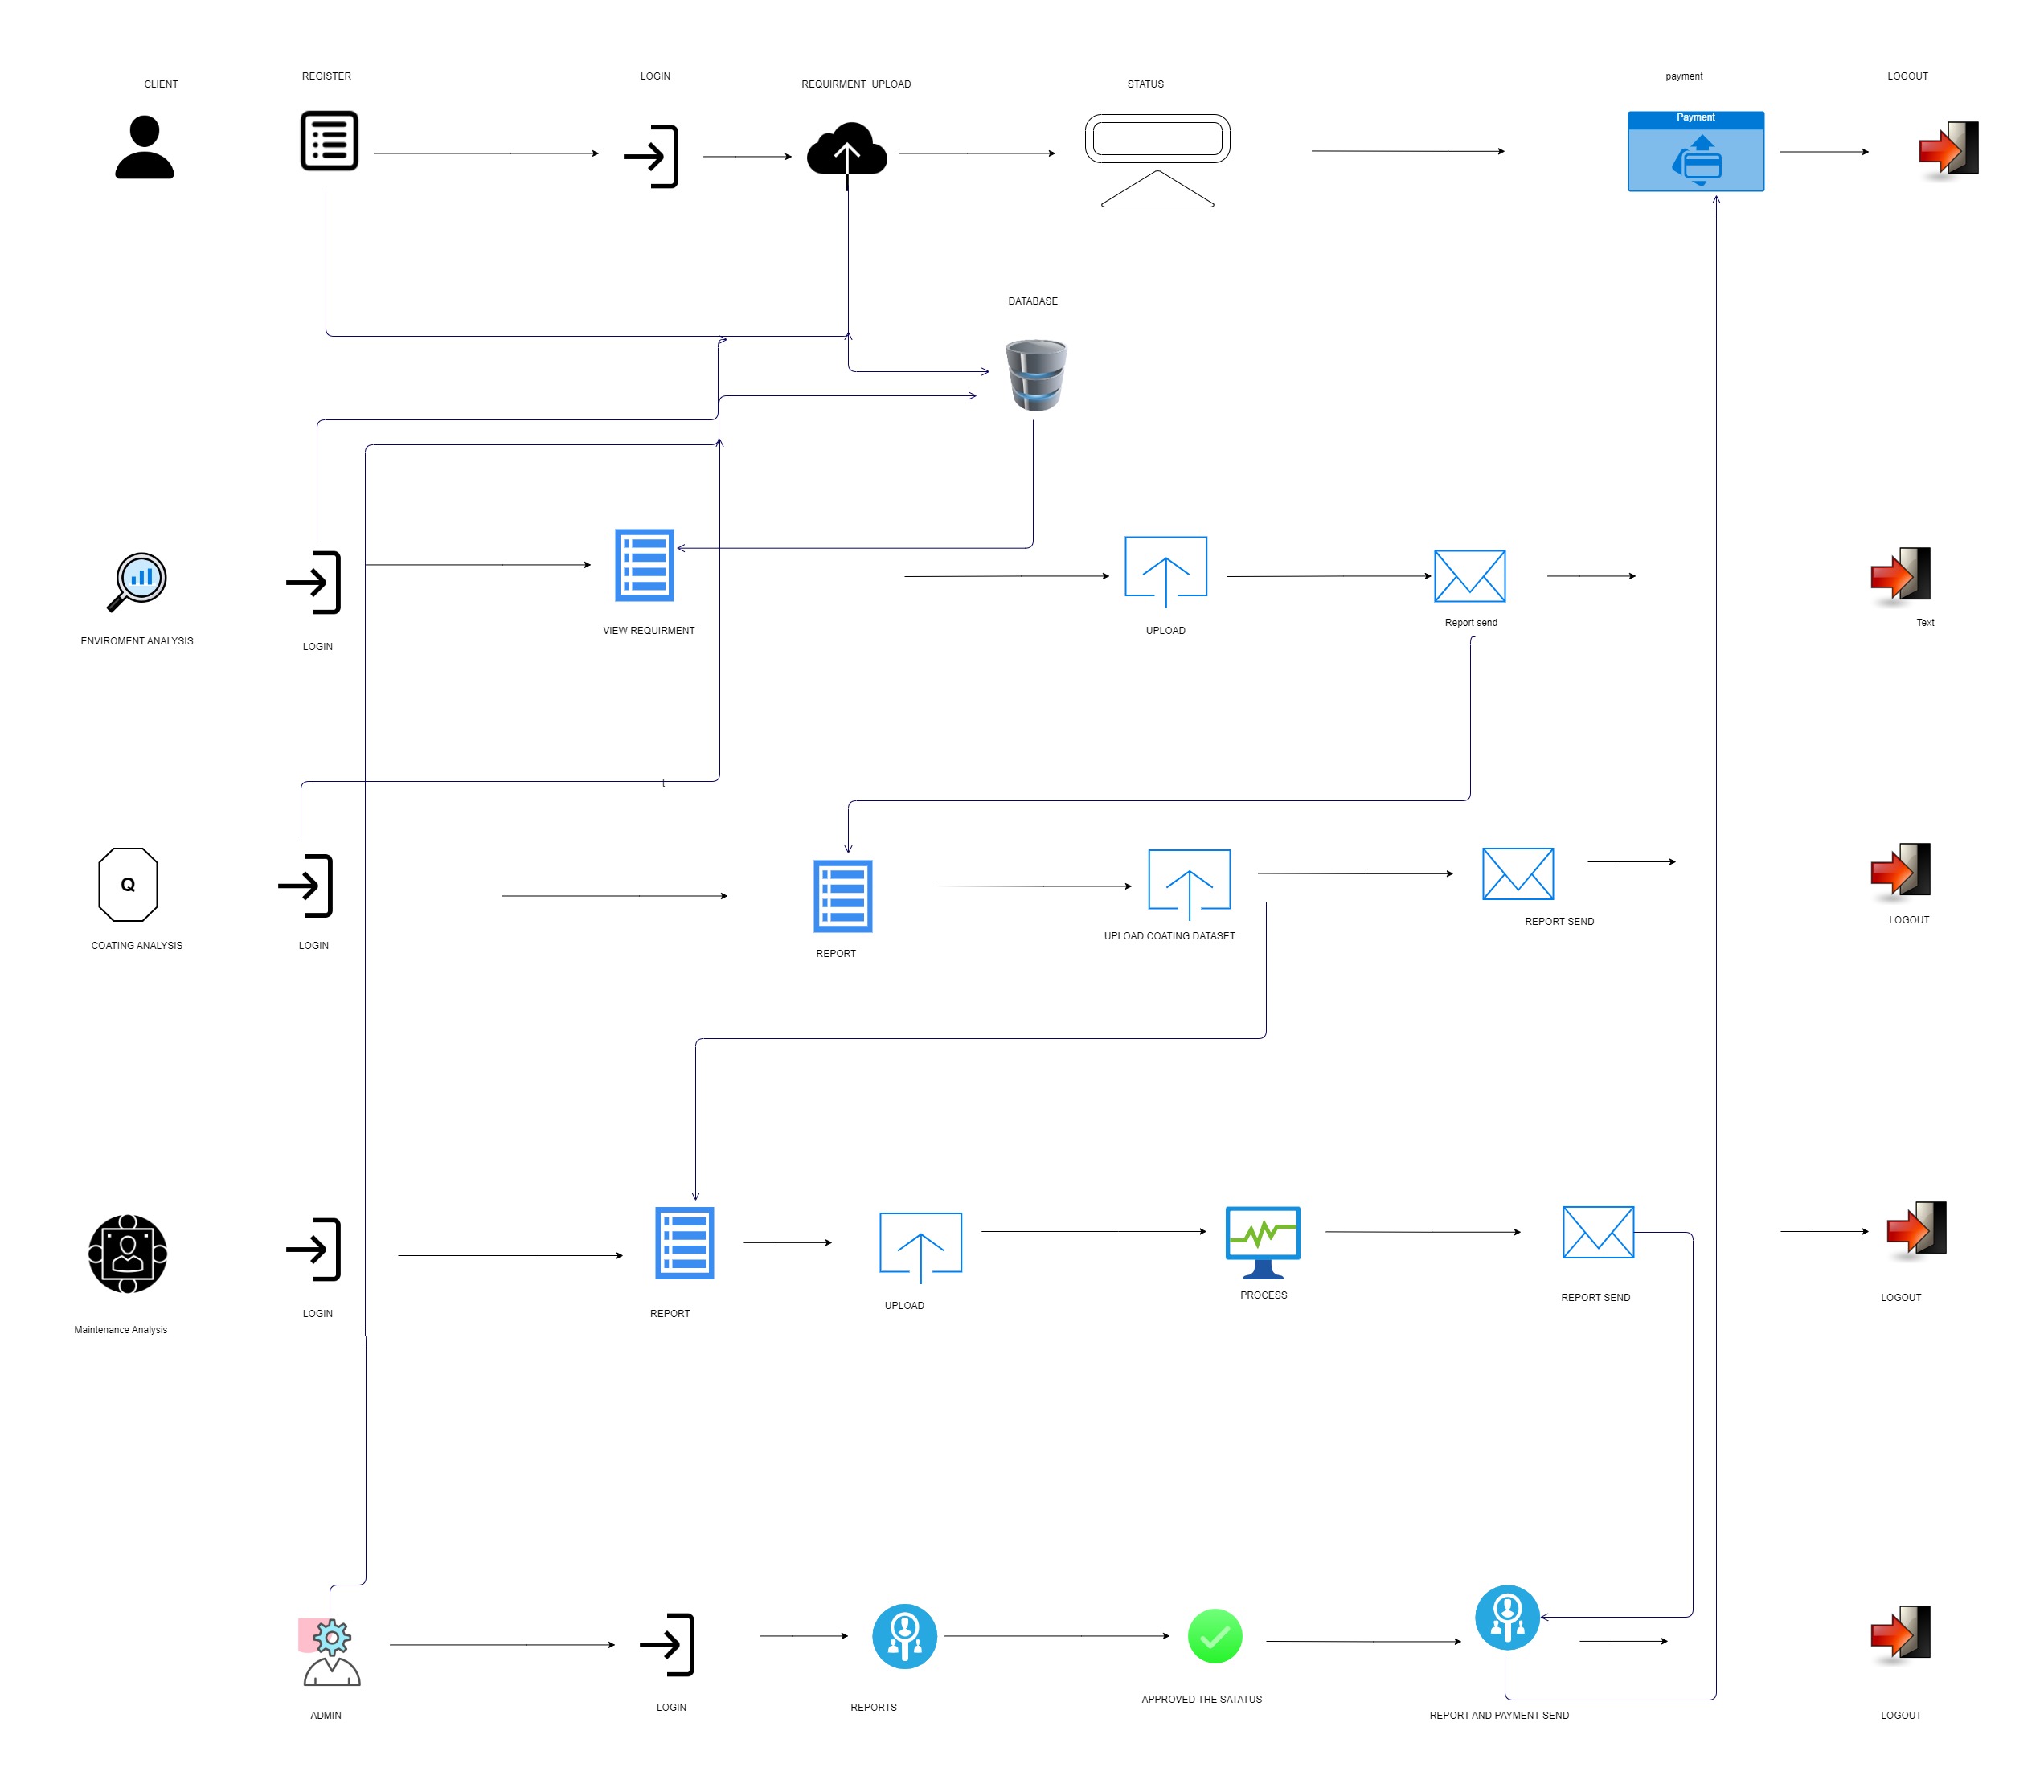 CLIENT
REGISTER
LOGIN
REQUIRMENT UPLOAD
STATUS
payment
LOGOUT
Payment
DATABASE
ENVIROMENT ANALYSIS
LOGIN
VIEW REQUIRMENT
UPLOAD
Report send
Text
t
Q
COATING ANALYSIS
LOGIN
REPORT
UPLOAD COATING DATASET
REPORT SEND
LOGOUT
Maintenance Analysis
LOGIN
REPORT
UPLOAD
PROCESS
REPORT SEND
LOGOUT
ADMIN
LOGIN
REPORTS
APPROVED THE SATATUS
REPORT AND PAYMENT SEND
LOGOUT